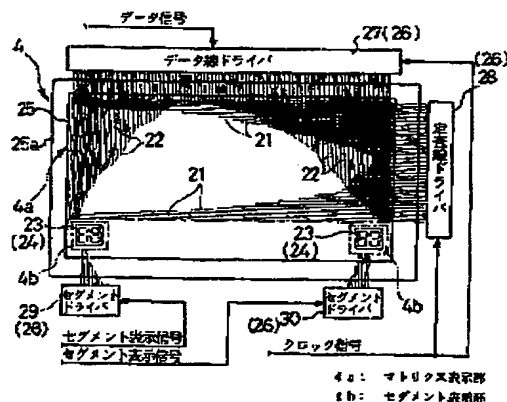 データ信号
27(26)
データ線ドライバ
(26)
28
4
25
25a
4a
22
21
22
走査線ドライバ
21
23
(24)
23
(24)
4b
4b
セグメント
ドライバ
29
(26)
セグメント
ドライバ
30
(26)
セグメント表示信号
セグメント表示信号
クロック信号
4a: マトリクス表示部
4b: セグメント表示部